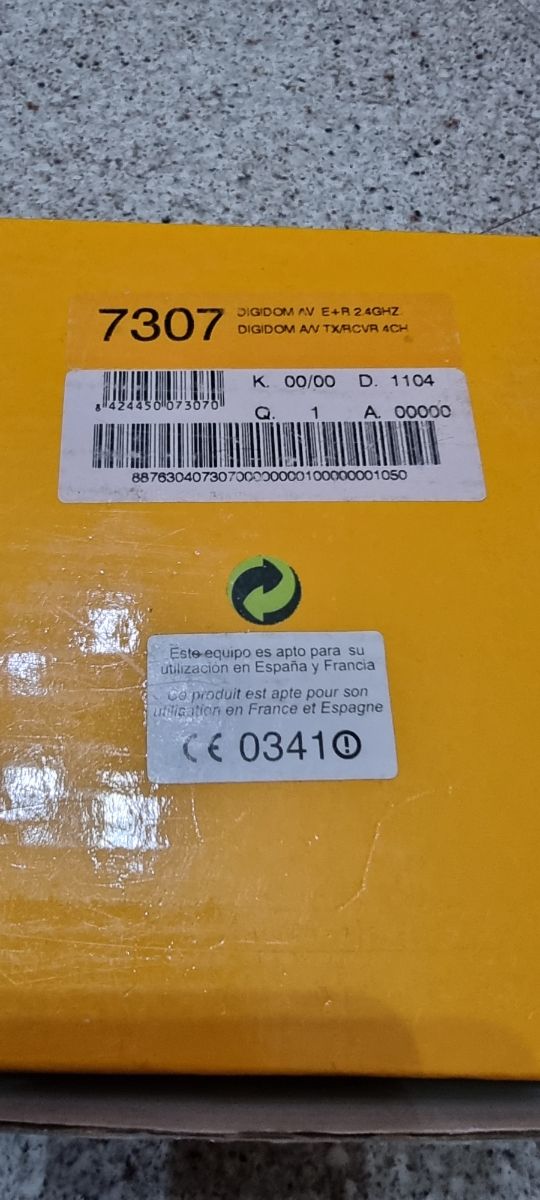 7307 DIGIDOM AV E+R 2.4GHZ.
DIGIDOM A/V TX/RCVR 4CH
K. 00/00 D. 1104
8 424450 073070
Q. 1 A. 00000
8876304073070000000010000001050
Este equipo es apto para su
utilización en España y Francia
Ce produit est apte pour son
utilisation en France et Espagne
CE 0341